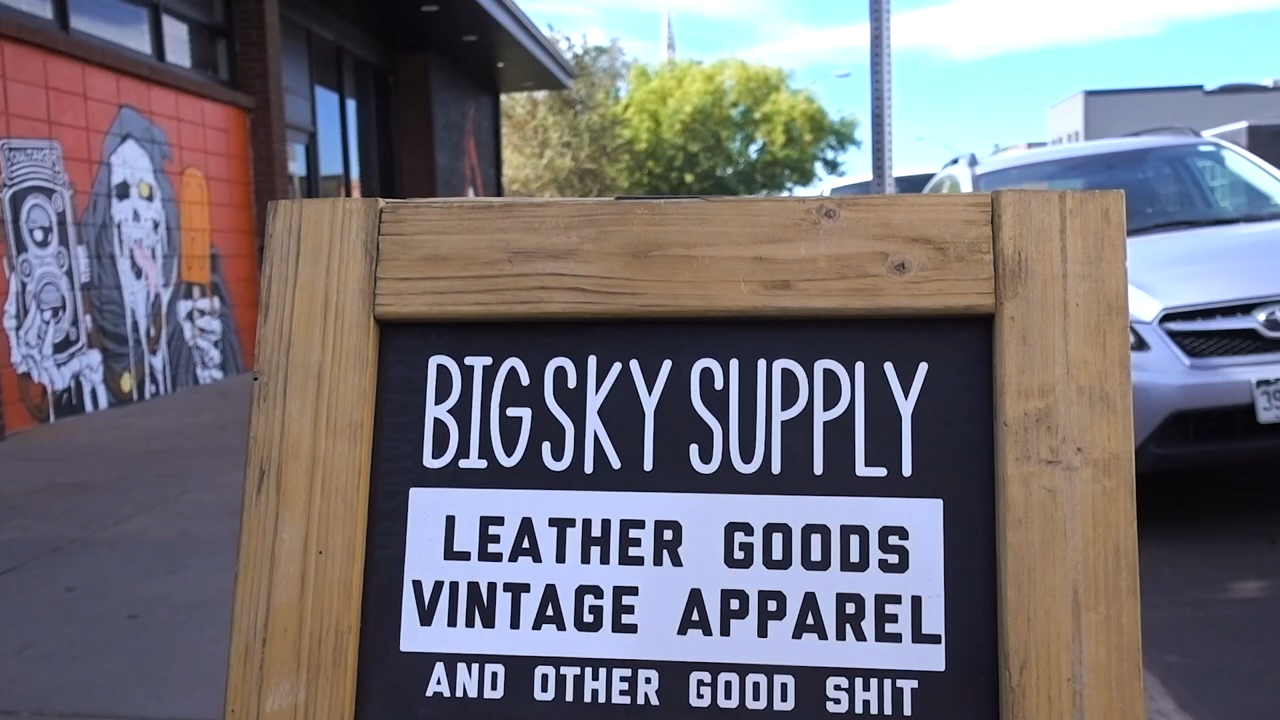 BIG SKY SUPPLY
LEATHER GOODS
VINTAGE APPAREL
AND OTHER GOOD SHIT